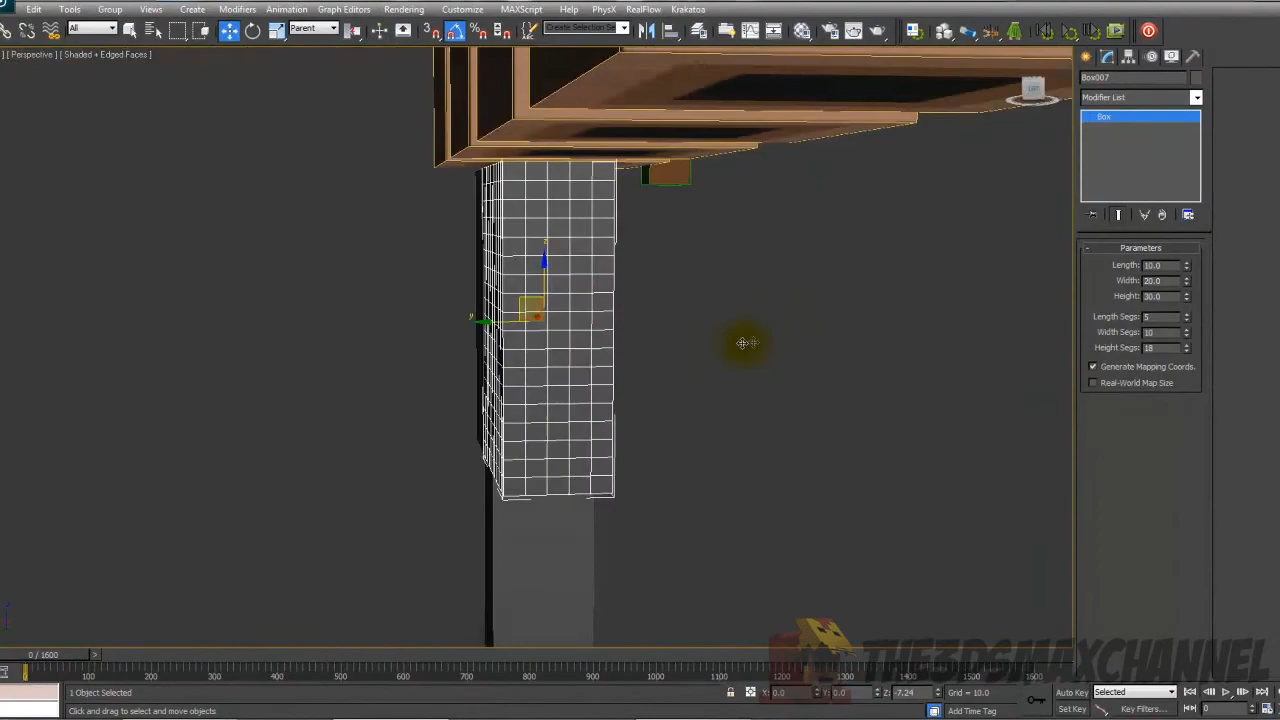 Edit Tools Group Views Create Modifiers Animation Graph Editors Rendering Customize MAXScript Help PhysX RealFlow Krakatoa
All Parent 3 Create Selection Se
] [ Perspective ] [ Shaded + Edged Faces ]
Box007
Modifier List
Box
Parameters
Length: 10.0
Width: 20.0
Height: 30.0
Length Segs: 5
Width Segs: 10
Height Segs: 18
Generate Mapping Coords.
Real-World Map Size
z
y
THE3DSMAXCHANNEL
0 / 1600
100 200 300 400 500 600 700 800 900 1000 1100 1200 1300 1400 1500 1600
1 Object Selected X: 0.0 Y: 0.0 Z: -7.24 Grid = 10.0 Auto Key Selected
Click and drag to select and move objects Add Time Tag Set Key Key Filters... 0